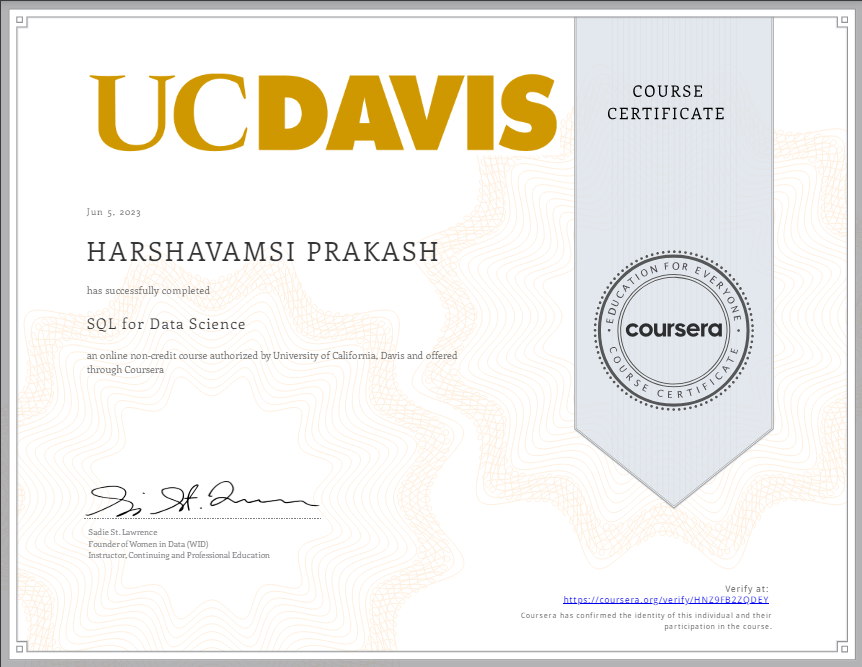 UCDAVIS
COURSE
CERTIFICATE
Jun 5, 2023
HARSHAVAMSI PRAKASH
has successfully completed
SQL for Data Science
an online non-credit course authorized by University of California, Davis and offered
through Coursera
EDUCATION FOR EVERYONE
coursera
COURSE CERTIFICATE
Sadie St. Lawrence
Founder of Women in Data (WID)
Instructor, Continuing and Professional Education
Verify at:
https://coursera.org/verify/HNZ9FB2ZQDEY
Coursera has confirmed the identity of this individual and their
participation in the course.